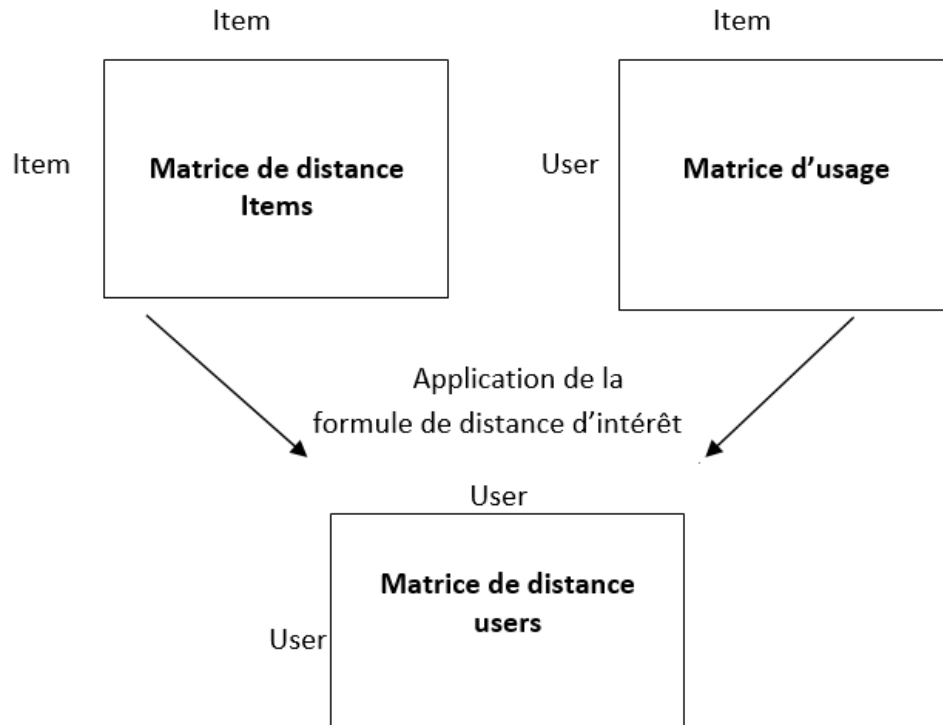 Item
Item
Item
Matrice de distance
Items
User
Matrice d’usage
Application de la
formule de distance d’intérêt
User
Matrice de distance
users
User